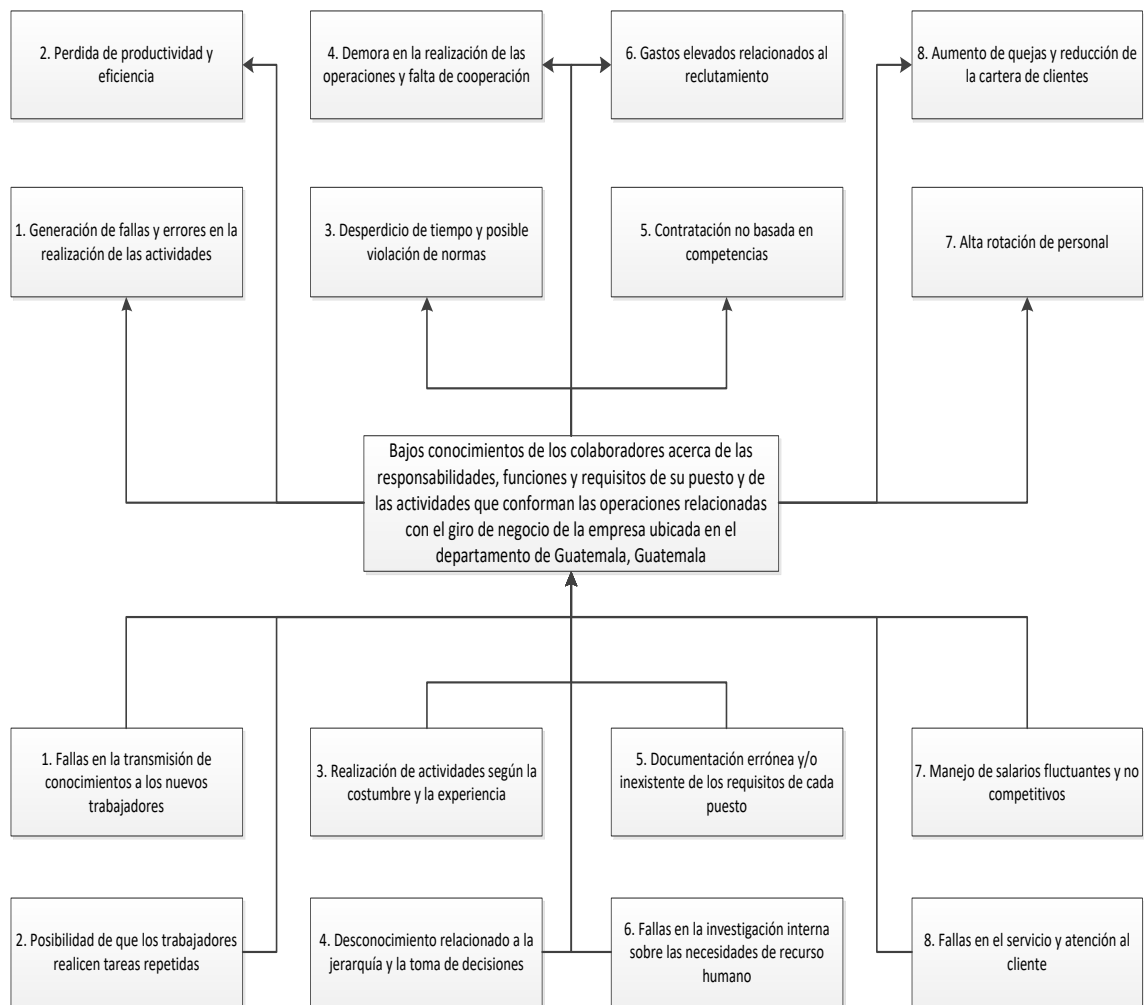 2. Perdida de productividad y
eficiencia
4. Demora en la realización de las
operaciones y falta de cooperación
6. Gastos elevados relacionados al
reclutamiento
8. Aumento de quejas y reducción de
la cartera de clientes
1. Generación de fallas y errores en la
realización de las actividades
3. Desperdicio de tiempo y posible
violación de normas
5. Contratación no basada en
competencias
7. Alta rotación de personal
Bajos conocimientos de los colaboradores acerca de las
responsabilidades, funciones y requisitos de su puesto y de
las actividades que conforman las operaciones relacionadas
con el giro de negocio de la empresa ubicada en el
departamento de Guatemala, Guatemala
1. Fallas en la transmisión de
conocimientos a los nuevos
trabajadores
3. Realización de actividades según la
costumbre y la experiencia
5. Documentación errónea y/o
inexistente de los requisitos de cada
puesto
7. Manejo de salarios fluctuantes y no
competitivos
2. Posibilidad de que los trabajadores
realicen tareas repetidas
4. Desconocimiento relacionado a la
jerarquía y la toma de decisiones
6. Fallas en la investigación interna
sobre las necesidades de recurso
humano
8. Fallas en el servicio y atención al
cliente